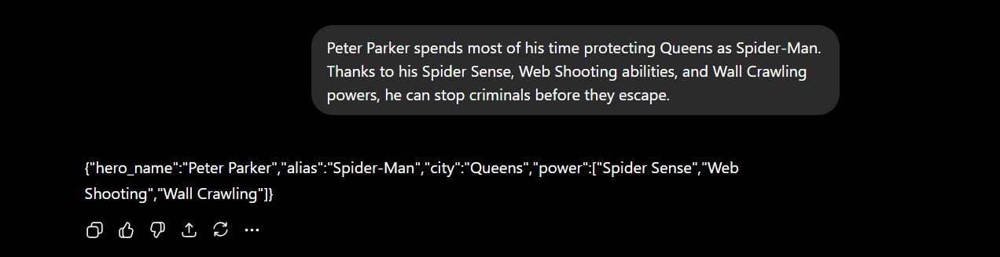 Peter Parker spends most of his time protecting Queens as Spider-Man.
Thanks to his Spider Sense, Web Shooting abilities, and Wall Crawling
powers, he can stop criminals before they escape.
{"hero_name":"Peter Parker","alias":"Spider-Man","city":"Queens","power":["Spider Sense","Web
Shooting","Wall Crawling"]}